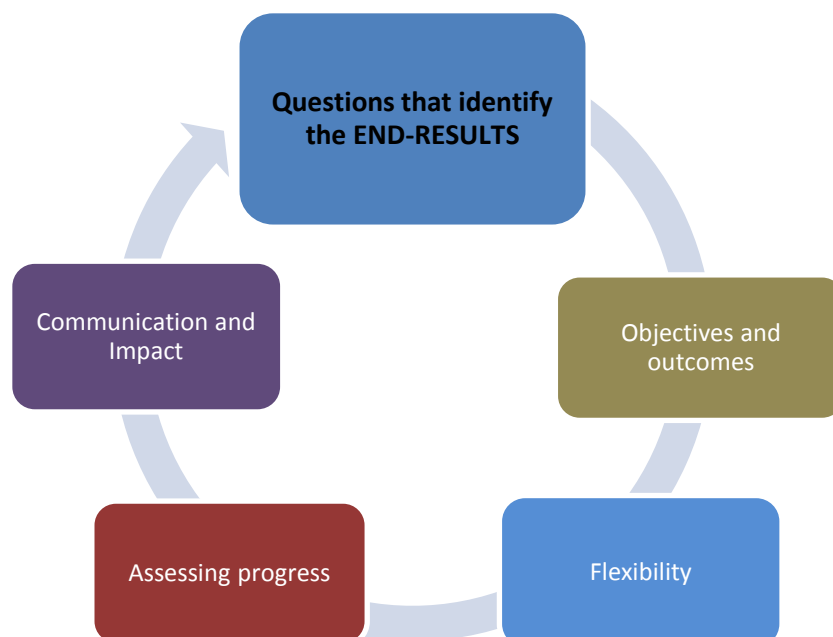 Questions that identify
the END-RESULTS
Objectives and
outcomes
Flexibility
Assessing progress
Communication and
Impact